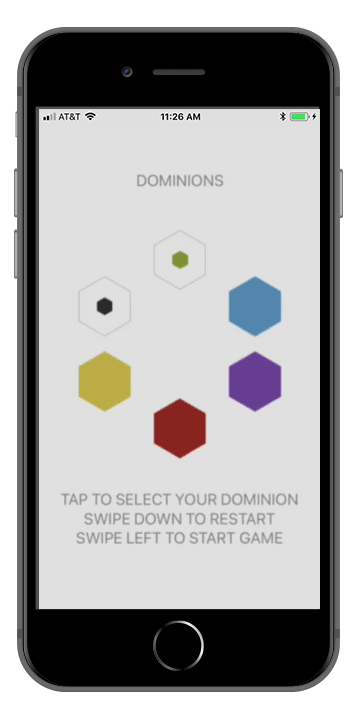 AT&T 11:26 AM
DOMINIONS
TAP TO SELECT YOUR DOMINION
SWIPE DOWN TO RESTART
SWIPE LEFT TO START GAME